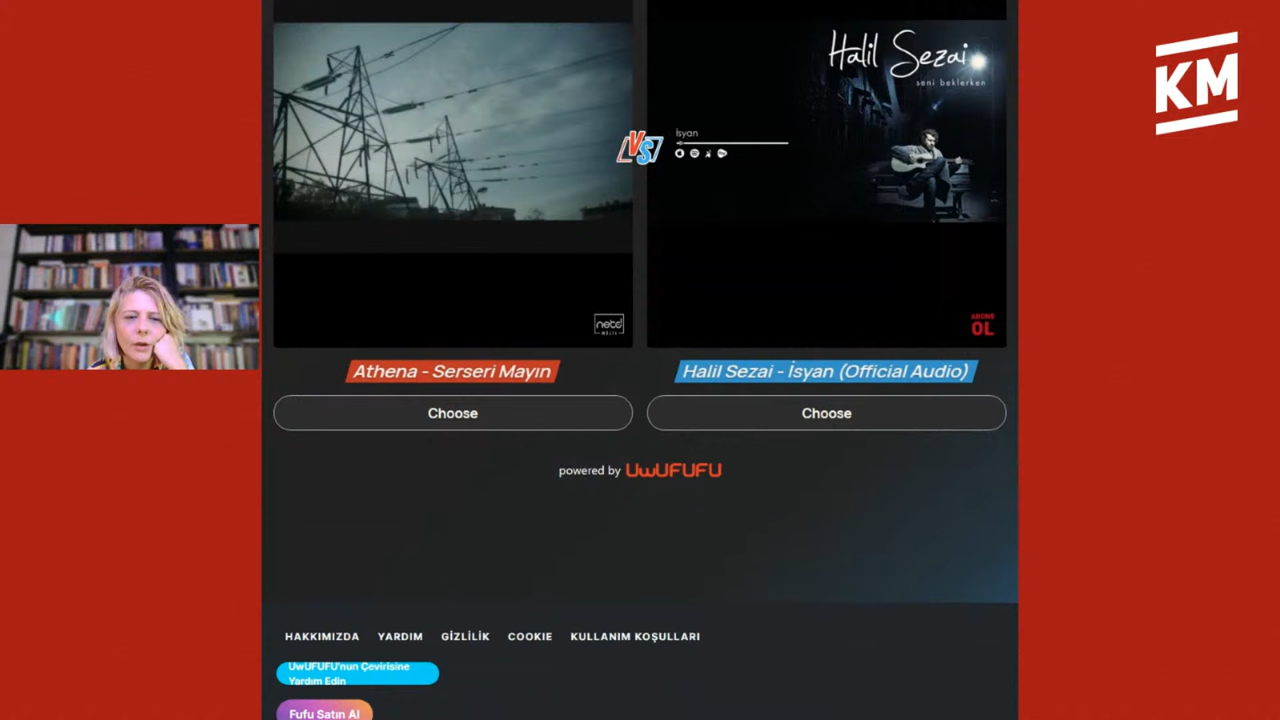 KM
Halil Sezai
seni beklerken
VS
İsyan
netd
MÜZİK
ABONE
OL
Athena - Serseri Mayın
Halil Sezai - İsyan (Official Audio)
Choose
Choose
powered by UwUFUFU
HAKKIMIZDA YARDIM GİZLİLİK COOKIE KULLANIM KOŞULLARI
UwUFUFU'nun Çevirisine
Yardım Edin
Fufu Satın Al